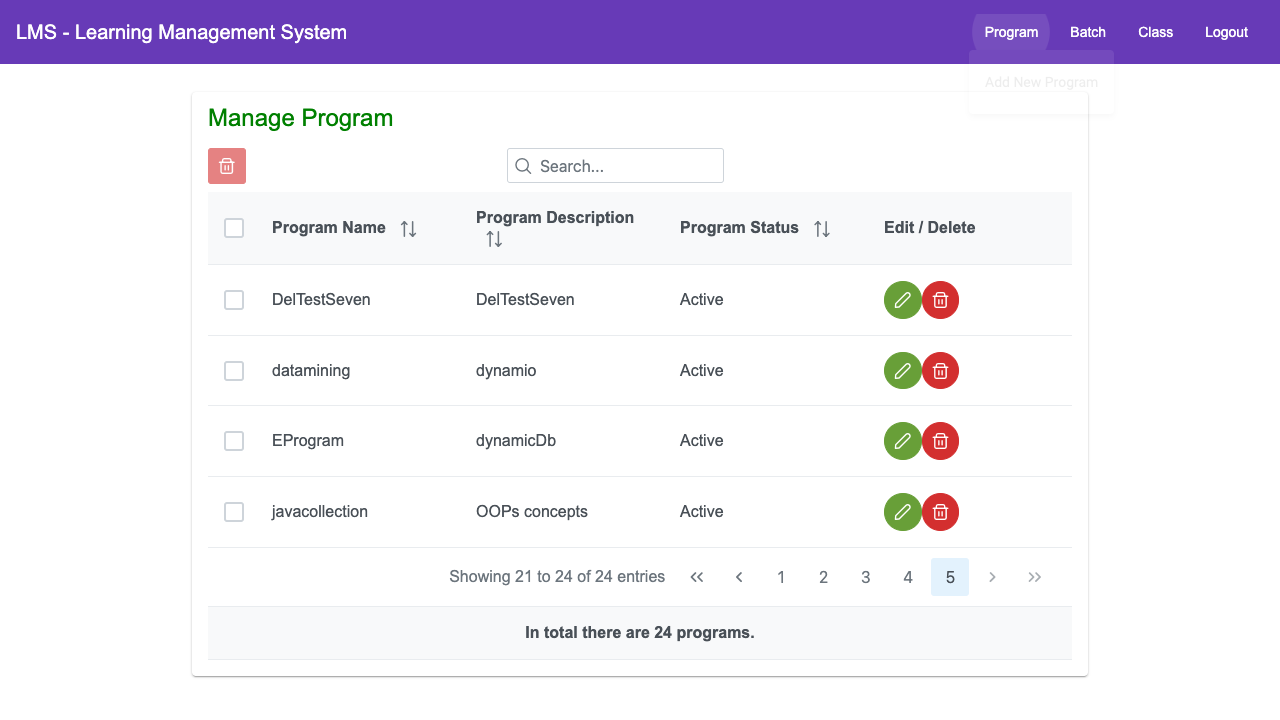 LMS - Learning Management System
Program
Batch
Class
Logout
Add New Program
Manage Program
Search...
Program Name
Program Description
Program Status
Edit / Delete
DelTestSeven DelTestSeven Active
datamining dynamio Active
EProgram dynamicDb Active
javacollection OOPs concepts Active
Showing 21 to 24 of 24 entries
1 2 3 4 5
In total there are 24 programs.